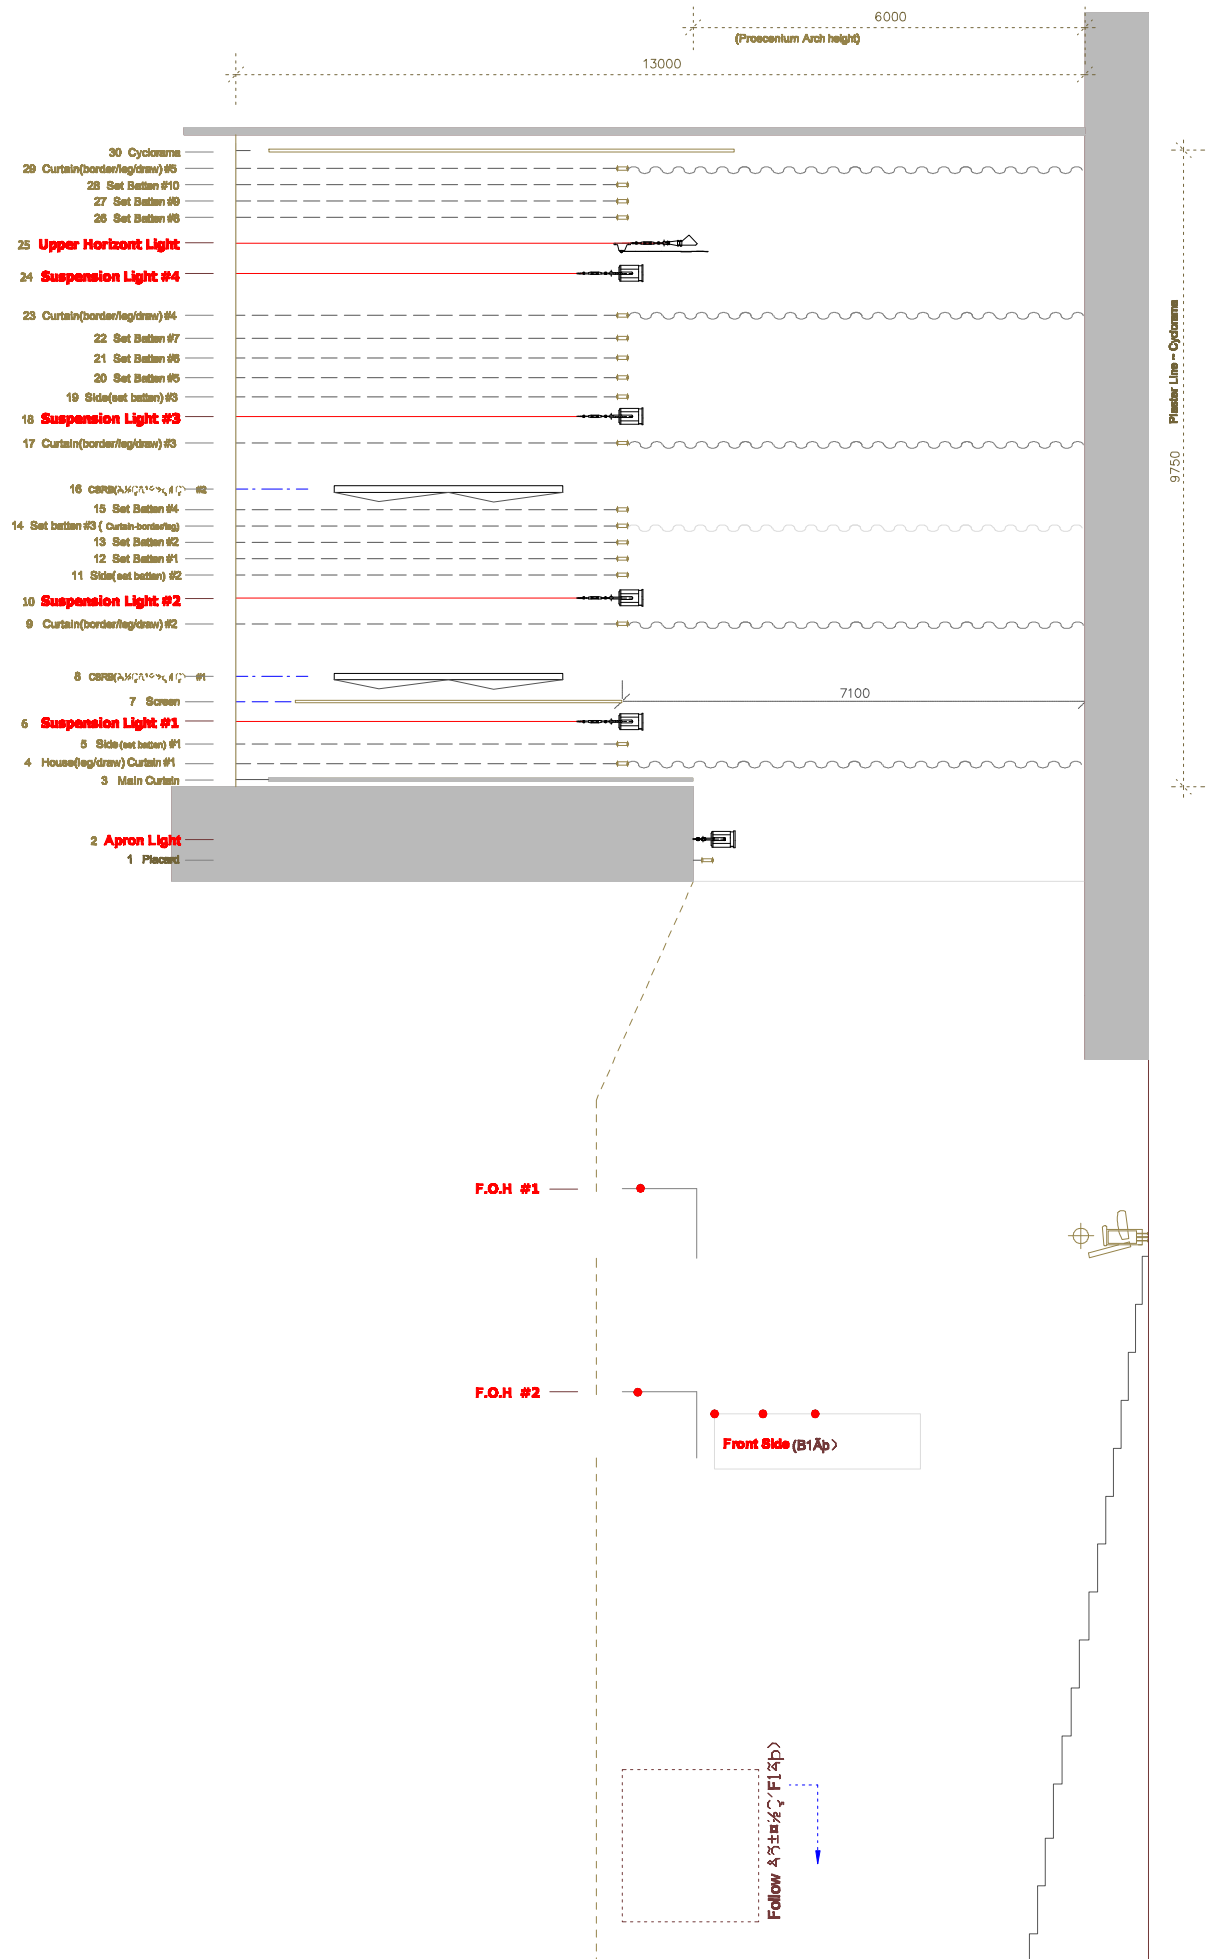 6000
(Proscenium Arch height)
13000
30 Cyclorama
29 Curtain(border/leg/draw) #5
28 Set Batten #10
27 Set Batten #9
26 Set Batten #8
25 Upper Horizont Light
24 Suspension Light #4
23 Curtain(border/leg/draw) #4
22 Set Batten #7
21 Set Batten #6
20 Set Batten #5
19 Side(set batten) #3
18 Suspension Light #3
17 Curtain(border/leg/draw) #3
16 #2
15 Set Batten #4
14 Set batten #3 ( Curtain-border/leg)
13 Set Batten #2
12 Set Batten #1
11 Side(set batten) #2
10 Suspension Light #2
9 Curtain(border/leg/draw) #2
8 #1
7 Screen
7100
6 Suspension Light #1
5 Side(set batten) #1
4 House(leg/draw) Curtain #1
3 Main Curtain
2 Apron Light
1 Placard
Plaster Line - Cyclorama
9750
F.O.H #1
F.O.H #2
Front Side (B1Ãþ)
Follow